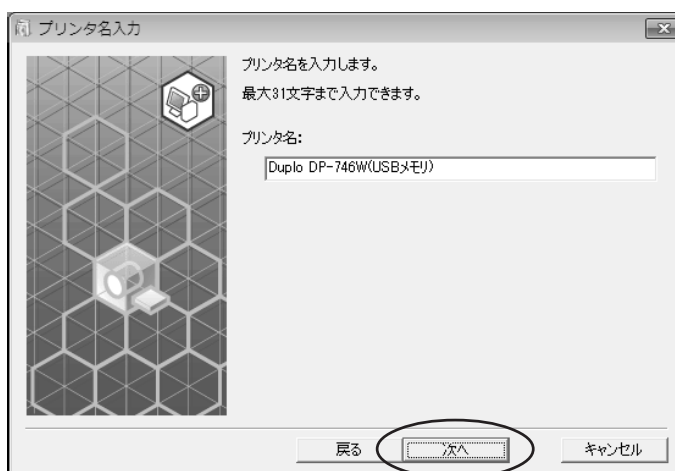 プリンタ名入力
プリンタ名を入力します。
最大31文字まで入力できます。
プリンタ名:
Duplo DP-746W(USBメモリ)
戻る
次へ
キャンセル